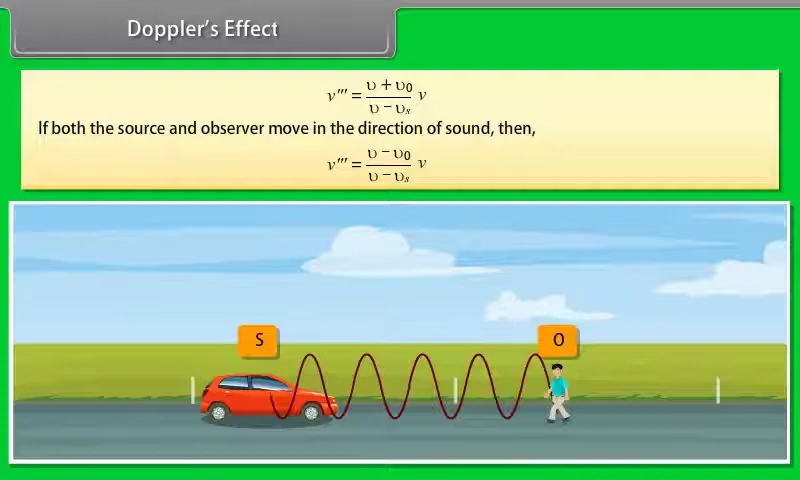 Doppler's Effect
ν''' = (υ + υ₀)/(υ − υₛ) ν
If both the source and observer move in the direction of sound, then,
ν''' = (υ − υ₀)/(υ − υₛ) ν
S O